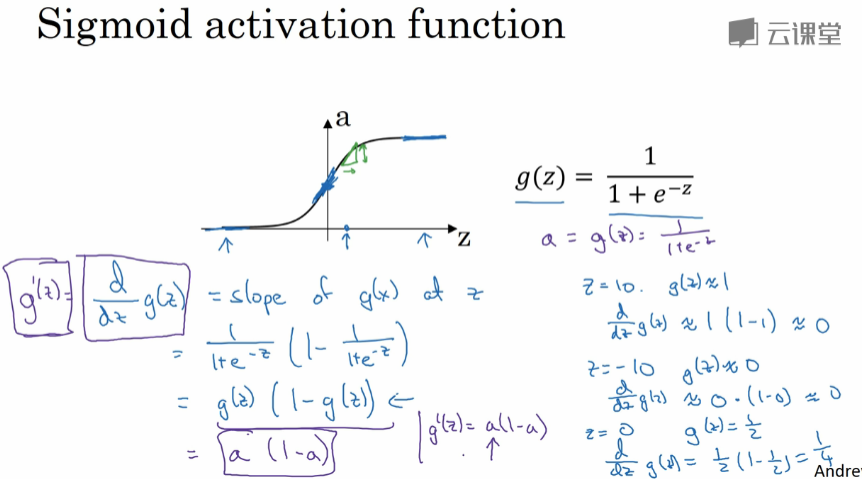 Sigmoid activation function
云课堂
a
z
g(z) = 1 / (1 + e^{-z})
a = g(z) = 1 / (1+e^{-z})
g'(z) = d/dz g(z) = slope of g(x) at z
= 1 / (1+e^{-z}) (1 - 1 / (1+e^{-z}))
= g(z) (1 - g(z)) ←
= a (1-a)
g'(z) = a(1-a)
z = 10. g(z) ≈ 1
d/dz g(z) ≈ 1 (1-1) ≈ 0
z = -10 g(z) ≈ 0
d/dz g(z) ≈ 0 · (1-0) ≈ 0
z = 0 g(z) = 1/2
d/dz g(z) = 1/2 (1 - 1/2) = 1/4
Andre